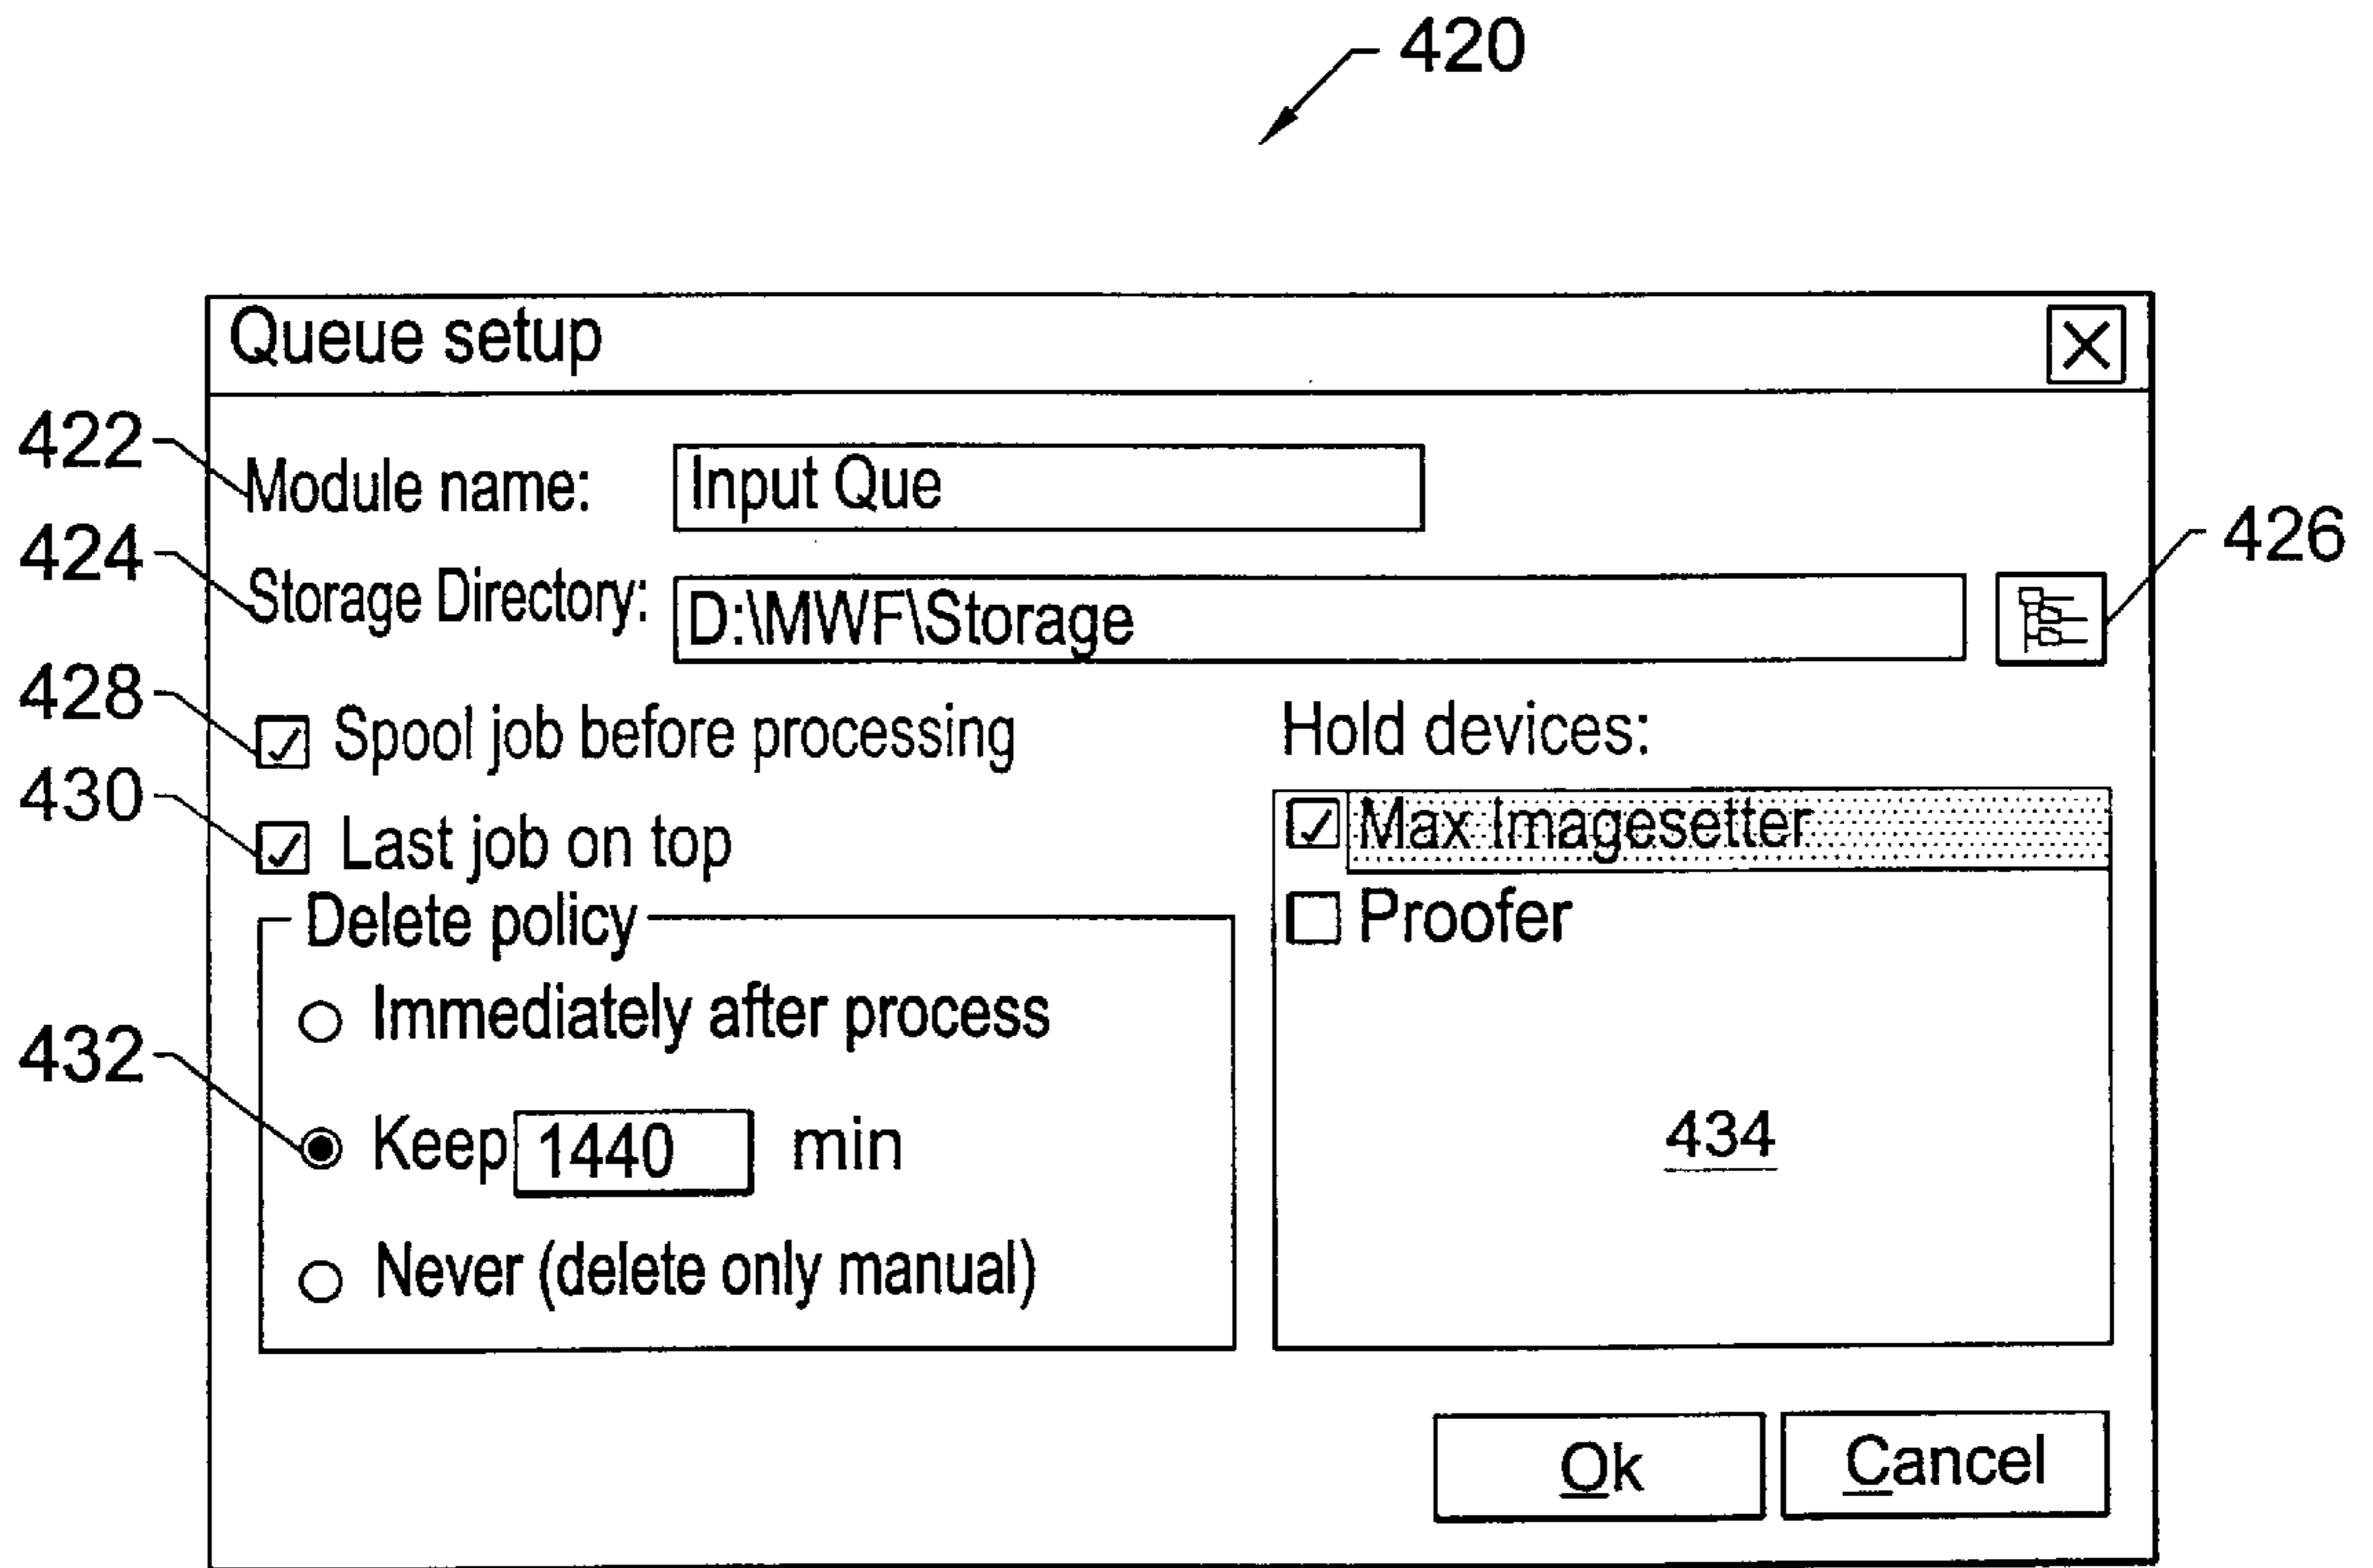 420
Queue setup
422
Module name: Input Que
424
Storage Directory: D:\MWF\Storage
426
428
Spool job before processing
Hold devices:
430
Last job on top
Max Imagesetter
Delete policy
Proofer
Immediately after process
432
Keep 1440 min
434
Never (delete only manual)
Ok Cancel